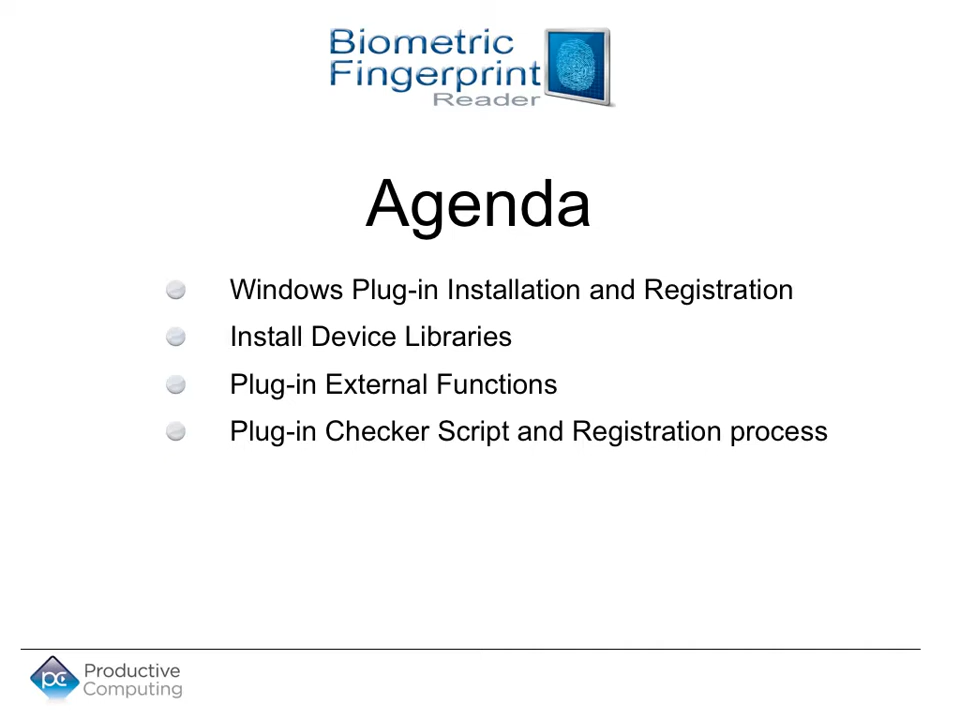 Biometric
Fingerprint
Reader
Agenda
Windows Plug-in Installation and Registration
Install Device Libraries
Plug-in External Functions
Plug-in Checker Script and Registration process
pc
Productive
Computing